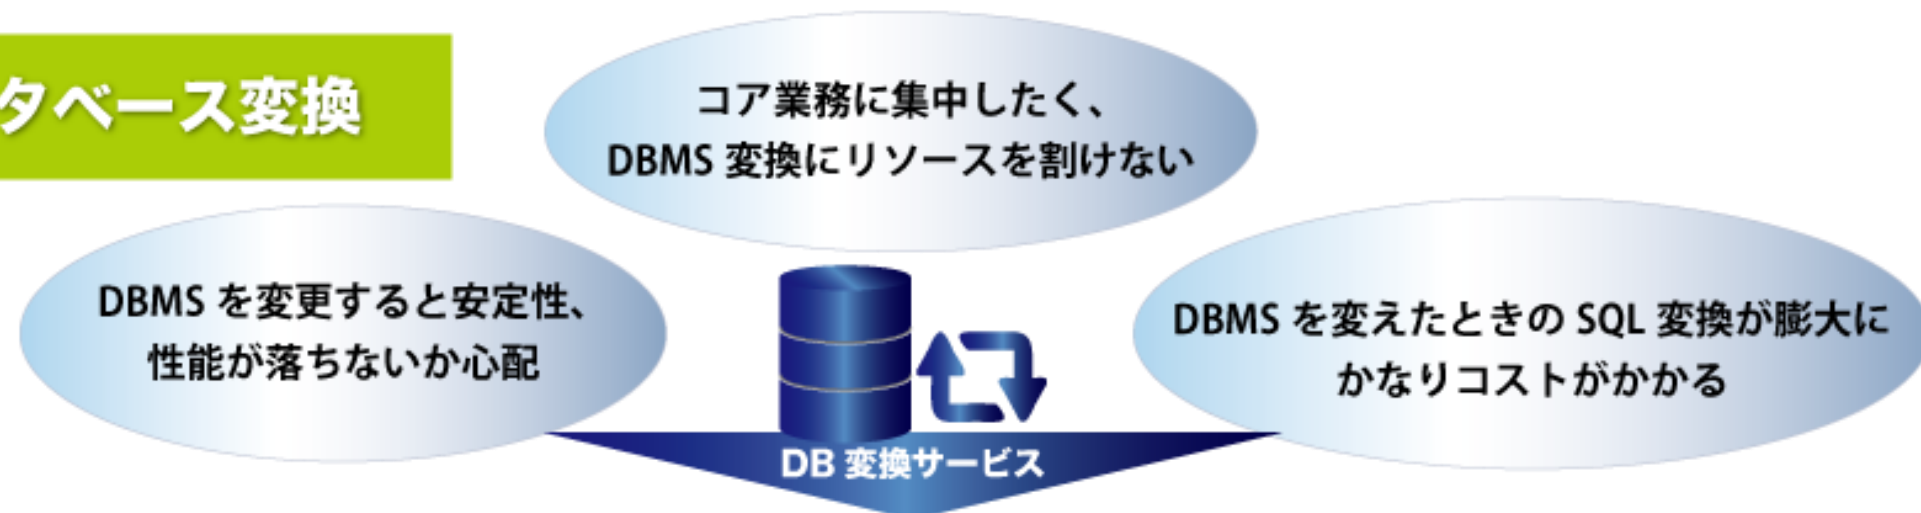 タベース変換
コア業務に集中したく、
DBMS 変換にリソースを割けない
DBMS を変更すると安定性、
性能が落ちないか心配
DBMS を変えたときの SQL 変換が膨大に
かなりコストがかかる
DB 変換サービス